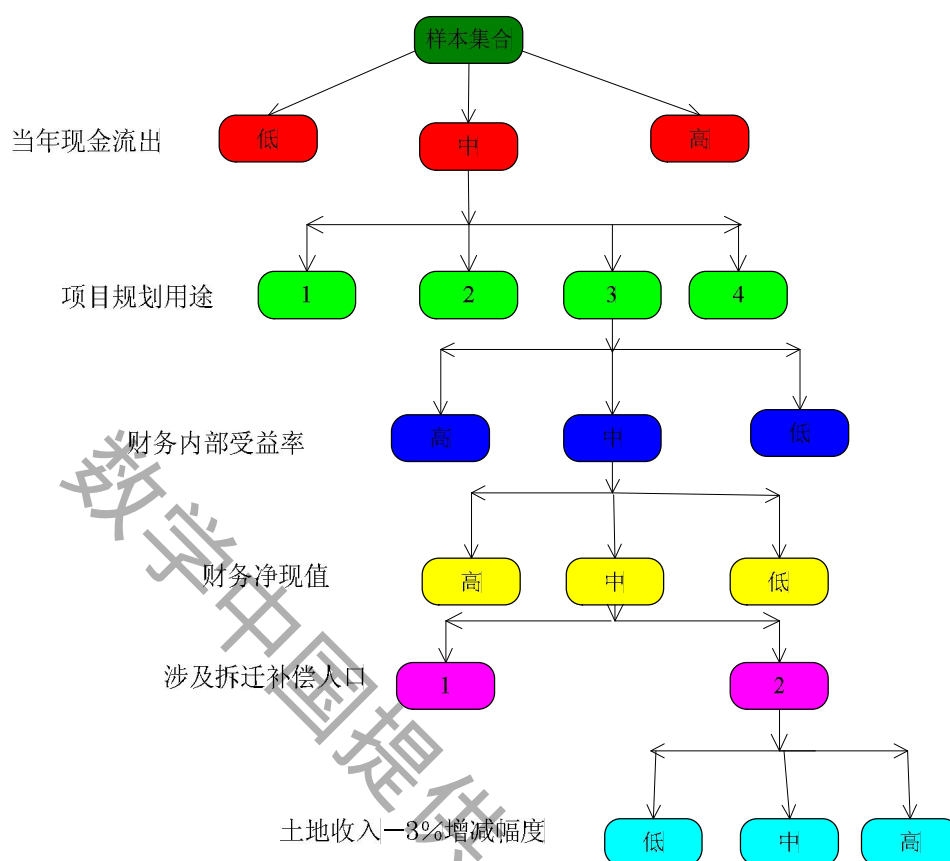 样本集合
当年现金流出
低
中
高
项目规划用途
1
2
3
4
财务内部受益率
高
中
低
财务净现值
高
中
低
涉及拆迁补偿人口
1
2
土地收入-3%增减幅度
低
中
高
数学中国提供